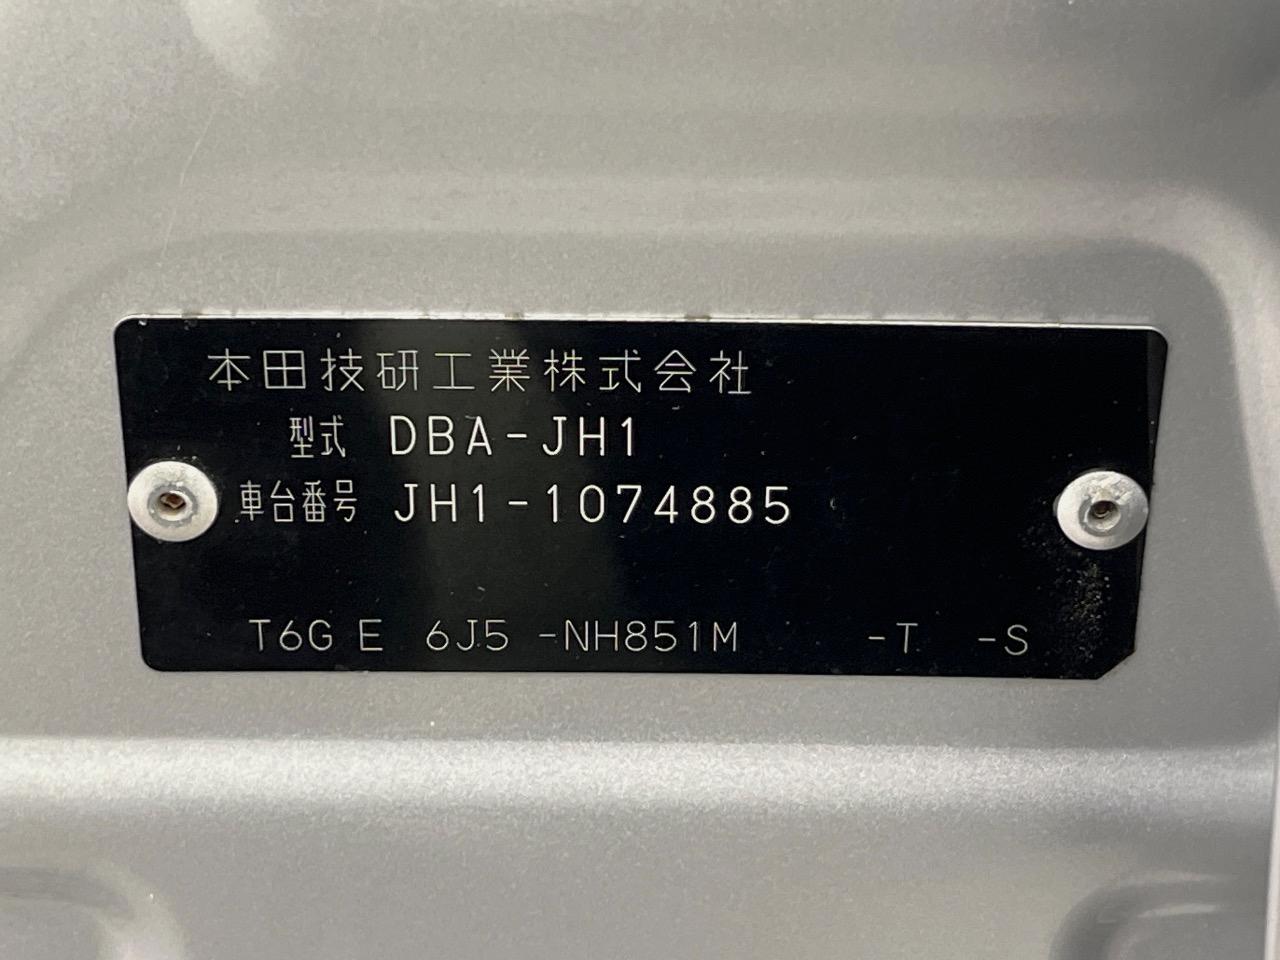 本田技研工業株式会社
型式 DBA-JH1
車台番号 JH1-1074885
T6G E 6J5 -NH851M -T -S